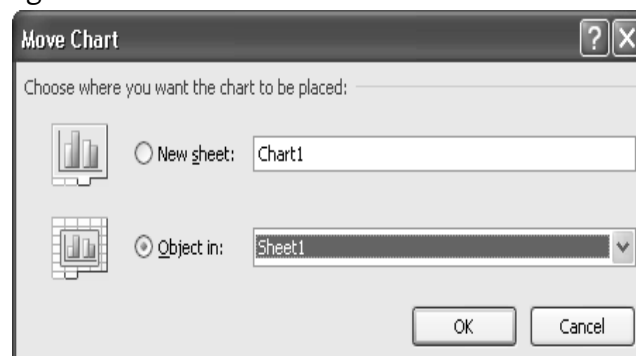 Move Chart
Choose where you want the chart to be placed:
New sheet: Chart1
Object in: Sheet1
OK Cancel